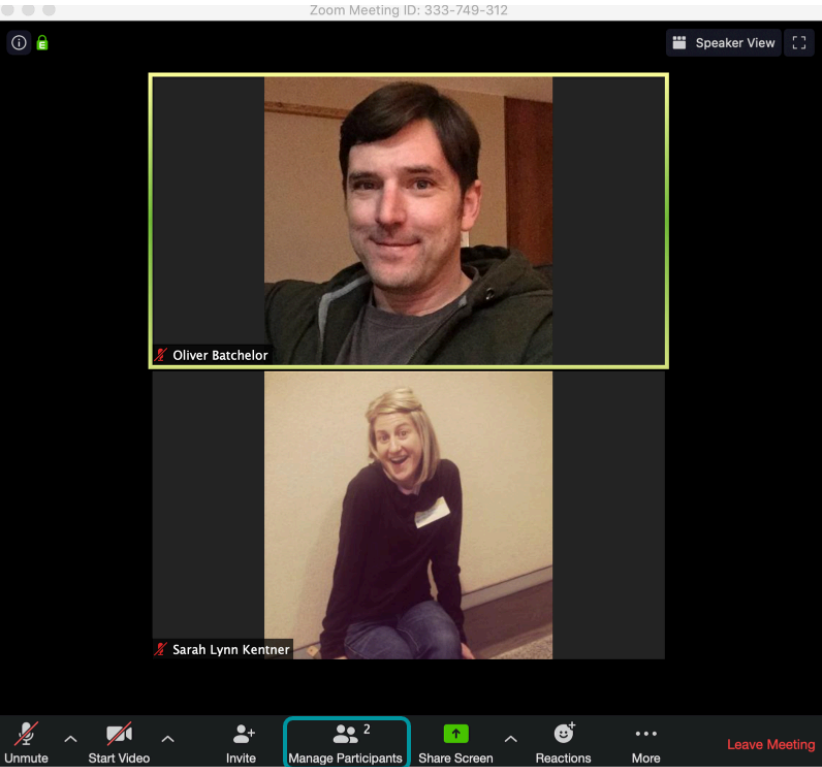 Zoom Meeting ID: 333-749-312
Speaker View
Oliver Batchelor
Sarah Lynn Kentner
2
Unmute
Start Video
Invite
Manage Participants
Share Screen
Reactions
More
Leave Meeting